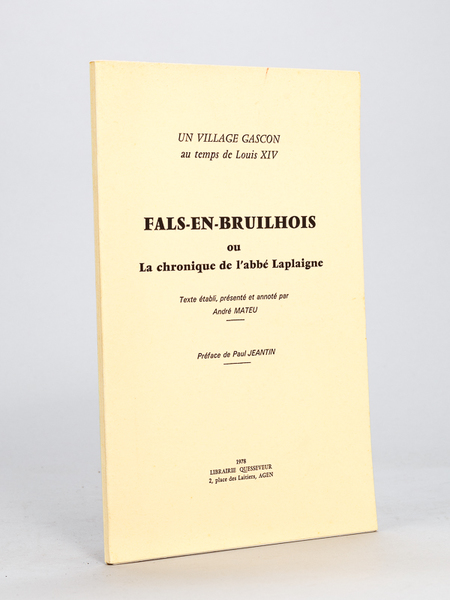 UN VILLAGE GASCON
au temps de Louis XIV
FALS-EN-BRUILHOIS
ou
La chronique de l'abbé Laplaigne
Texte établi, présenté et annoté par
André MATEU
Préface de Paul JEANTIN
1978
LIBRAIRIE QUESSEVEUR
2, place des Laitiers, AGEN